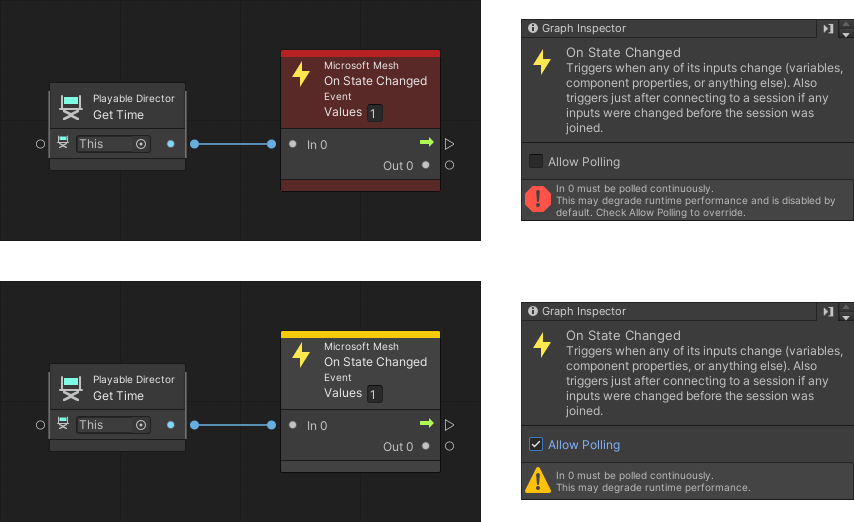 Playable Director
Get Time
This
Microsoft Mesh
On State Changed
Event
Values 1
In 0
Out 0
Graph Inspector
On State Changed
Triggers when any of its inputs change (variables,
component properties, or anything else). Also
triggers just after connecting to a session if any
inputs were changed before the session was
joined.
Allow Polling
In 0 must be polled continuously.
This may degrade runtime performance and is disabled by
default. Check Allow Polling to override.
Playable Director
Get Time
This
Microsoft Mesh
On State Changed
Event
Values 1
In 0
Out 0
Graph Inspector
On State Changed
Triggers when any of its inputs change (variables,
component properties, or anything else). Also
triggers just after connecting to a session if any
inputs were changed before the session was
joined.
Allow Polling
In 0 must be polled continuously.
This may degrade runtime performance.